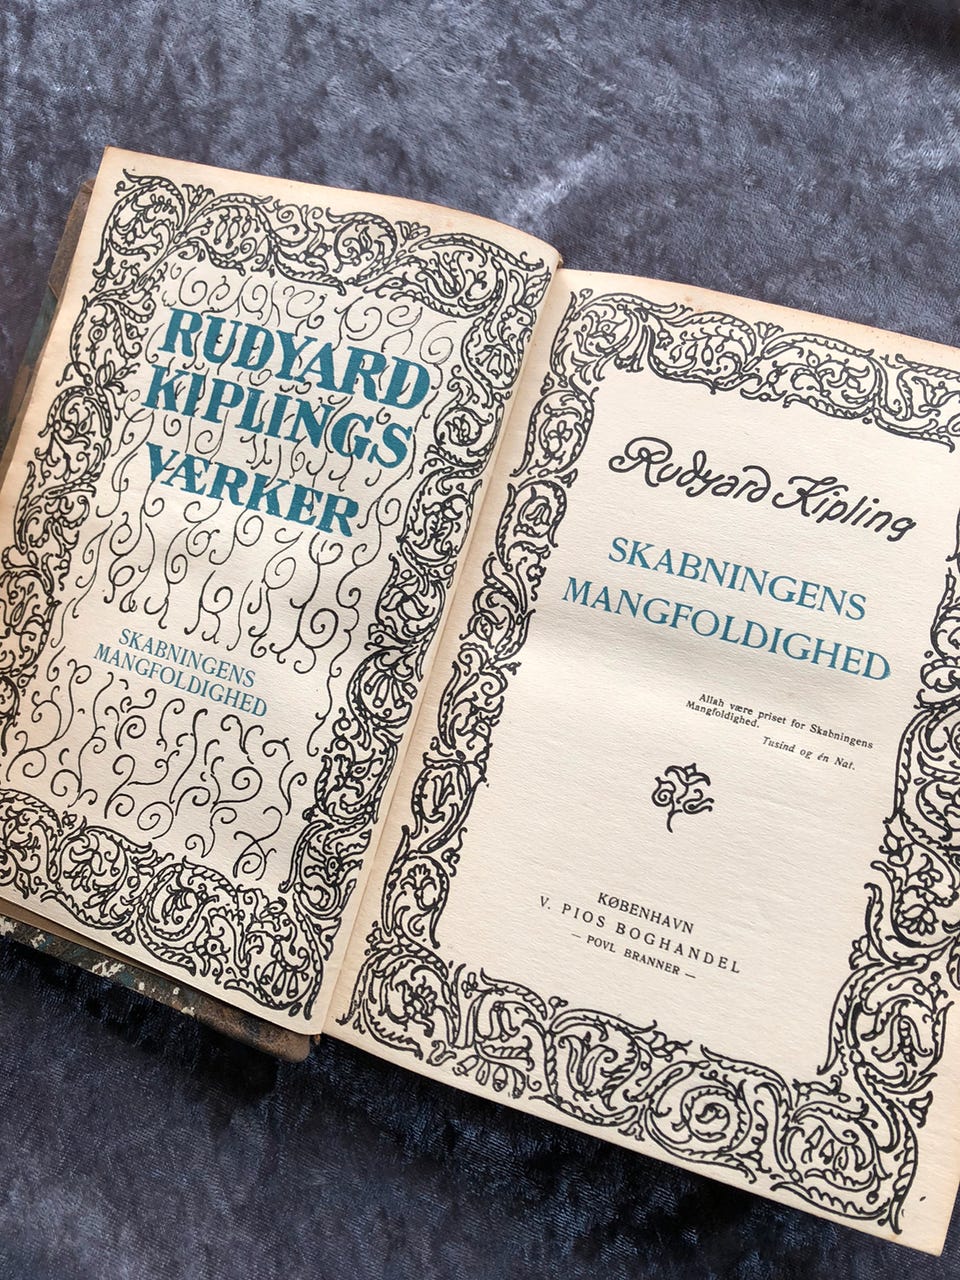 RUDYARD
KIPLINGS
VÆRKER
SKABNINGENS
MANGFOLDIGHED
Rudyard Kipling
SKABNINGENS
MANGFOLDIGHED
Allah være priset for Skabningens
Mangfoldighed.
Tusind og én Nat.
KØBENHAVN
V. PIOS BOGHANDEL
— POVL BRANNER —